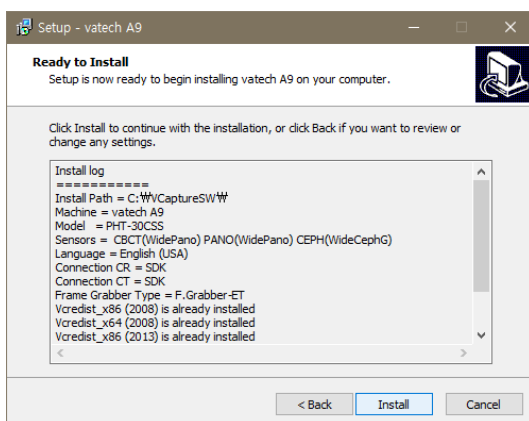 Setup - vatech A9
Ready to Install
Setup is now ready to begin installing vatech A9 on your computer.
Click Install to continue with the installation, or click Back if you want to review or
change any settings.
Install log
===========
Install Path = C:₩VCaptureSW₩
Machine = vatech A9
Model   = PHT-30CSS
Sensors =  CBCT(WidePano) PANO(WidePano) CEPH(WideCephG)
Language = English (USA)
Connection CR = SDK
Connection CT = SDK
Frame Grabber Type = F.Grabber-ET
Vcredist_x86 (2008) is already installed
Vcredist_x64 (2008) is already installed
Vcredist_x86 (2013) is already installed
< Back
Install
Cancel